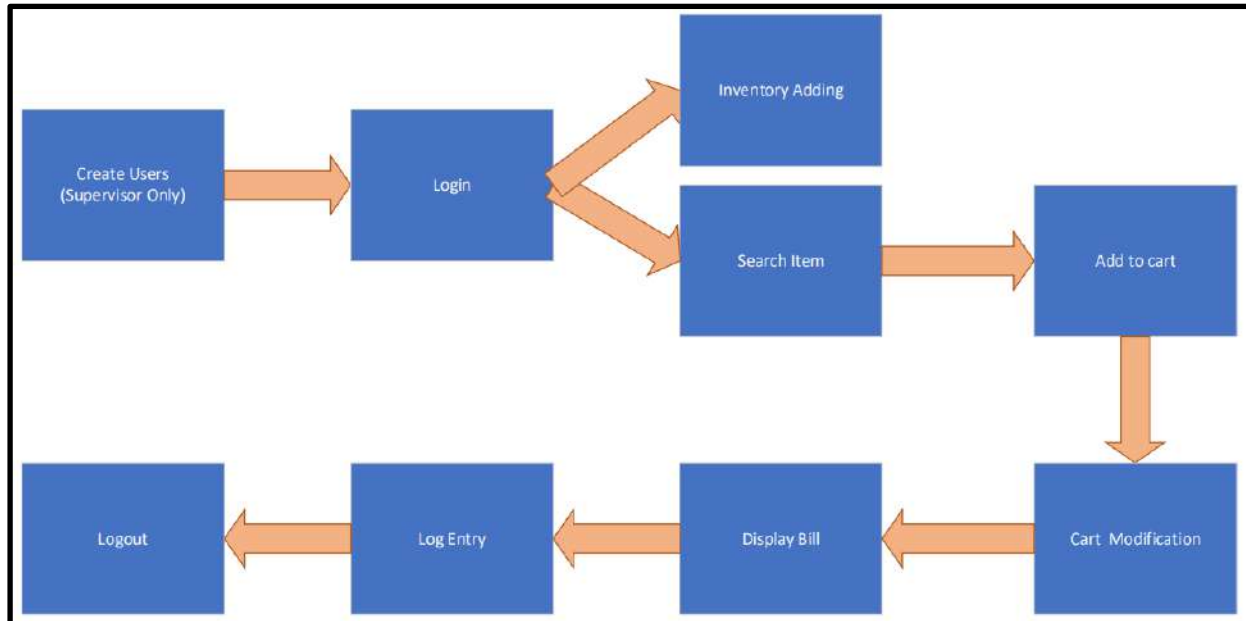 Inventory Adding
Create Users
(Supervisor Only)
Login
Search Item
Add to cart
Logout
Log Entry
Display Bill
Cart Modification